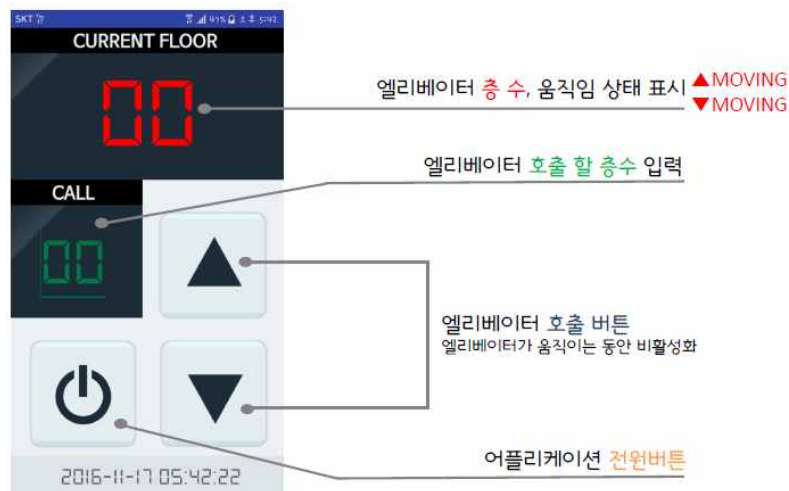 SKT
CURRENT FLOOR
00
엘리베이터 층 수, 움직임 상태 표시 ▲MOVING
▼MOVING
엘리베이터 호출 할 층수 입력
CALL
00
엘리베이터 호출 버튼
엘리베이터가 움직이는 동안 비활성화
어플리케이션 전원버튼
2016-11-17 05:42:22